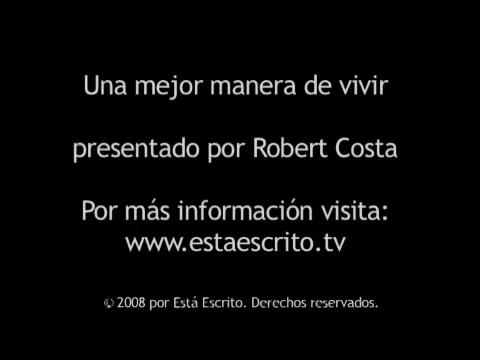 Una mejor manera de vivir
presentado por Robert Costa
Por más información visita:
www.estaescrito.tv
© 2008 por Está Escrito. Derechos reservados.